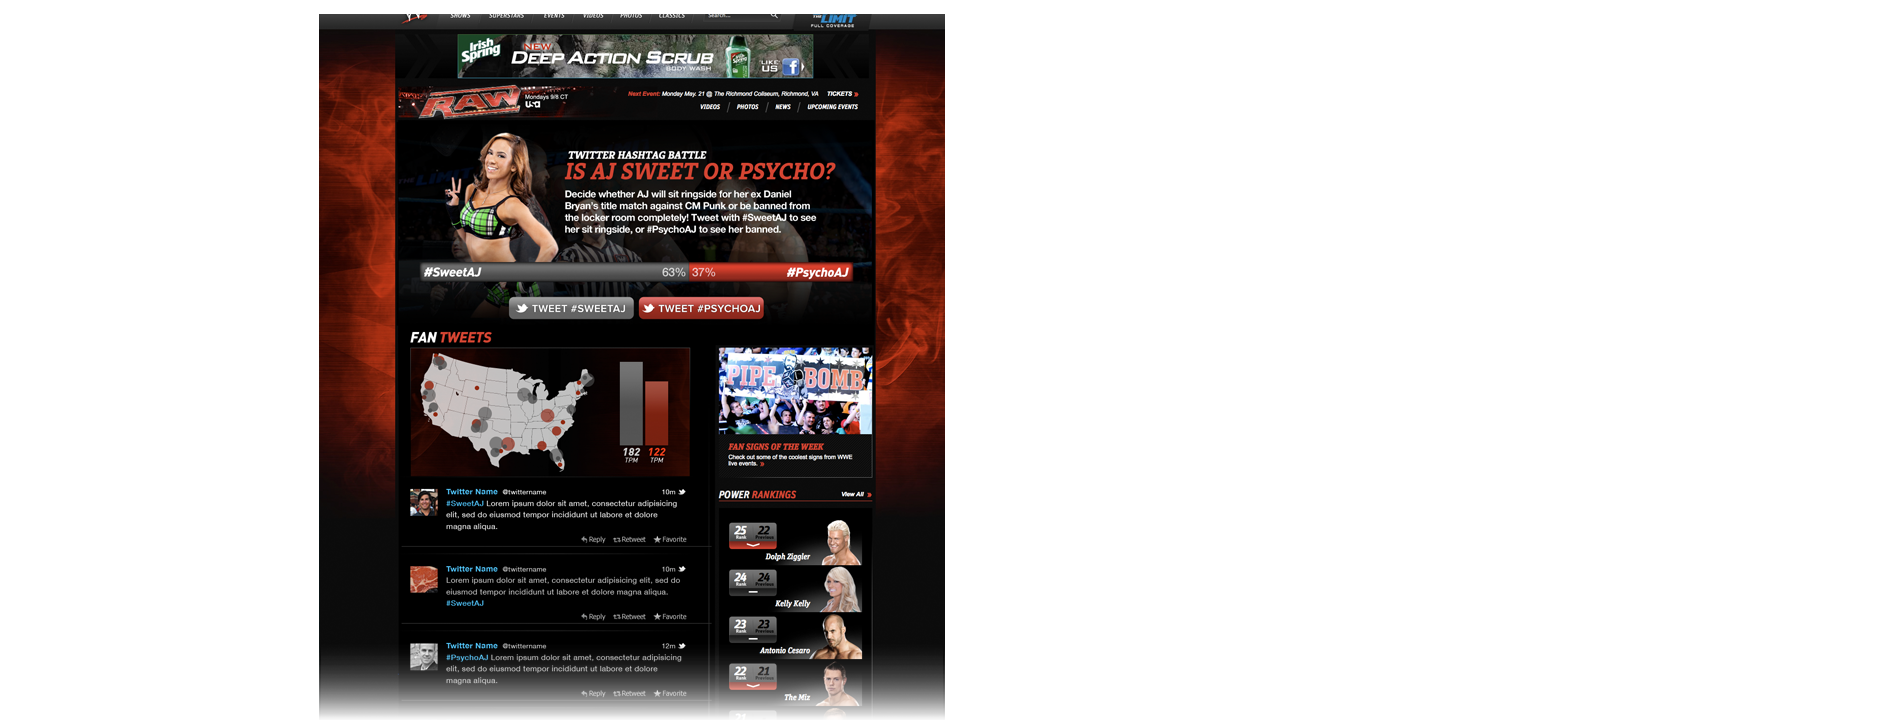 SHOWS SUPERSTARS EVENTS VIDEOS PHOTOS CLASSICS
Search...
THE LIMIT
FULL COVERAGE
Irish Spring
NEW
DEEP ACTION SCRUB
BODY WASH
LIKE US
f
RAW
Mondays 9/8 CT
USA
Next Event: Monday May. 21 @ The Richmond Coliseum, Richmond, VA TICKETS »
VIDEOS PHOTOS NEWS UPCOMING EVENTS
TWITTER HASHTAG BATTLE
IS AJ SWEET OR PSYCHO?
Decide whether AJ will sit ringside for her ex Daniel
Bryan's title match against CM Punk or be banned from
the locker room completely! Tweet with #SweetAJ to see
her sit ringside, or #PsychoAJ to see her banned.
#SweetAJ 63% 37% #PsychoAJ
TWEET #SWEETAJ TWEET #PSYCHOAJ
FAN TWEETS
182 122
TPM TPM
PIPE BOMB
FAN SIGNS OF THE WEEK
Check out some of the coolest signs from WWE
live events. »
Twitter Name @twittername 10m
#SweetAJ Lorem ipsum dolor sit amet, consectetur adipisicing
elit, sed do eiusmod tempor incididunt ut labore et dolore
magna aliqua.
Reply Retweet Favorite
Twitter Name @twittername 10m
Lorem ipsum dolor sit amet, consectetur adipisicing elit, sed do
eiusmod tempor incididunt ut labore et dolore magna aliqua.
#SweetAJ
Reply Retweet Favorite
Twitter Name @twittername 12m
#PsychoAJ Lorem ipsum dolor sit amet, consectetur adipisicing
elit, sed do eiusmod tempor incididunt ut labore et dolore
magna aliqua.
Reply Retweet Favorite
POWER RANKINGS View All »
25 22
Rank Previous
Dolph Ziggler
24 24
Rank Previous
Kelly Kelly
23 23
Rank Previous
Antonio Cesaro
22 21
Rank Previous
The Miz